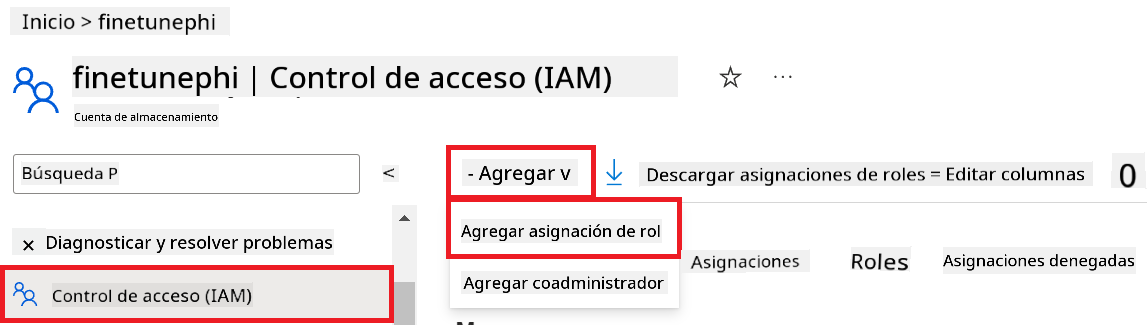 Inicio > finetunephi
finetunephi | Control de acceso (IAM)
Cuenta de almacenamiento
Búsqueda P
<
- Agregar v
Descargar asignaciones de roles = Editar columnas
0
Agregar asignación de rol
Agregar coadministrador
Asignaciones
Roles
Asignaciones denegadas
× Diagnosticar y resolver problemas
Control de acceso (IAM)